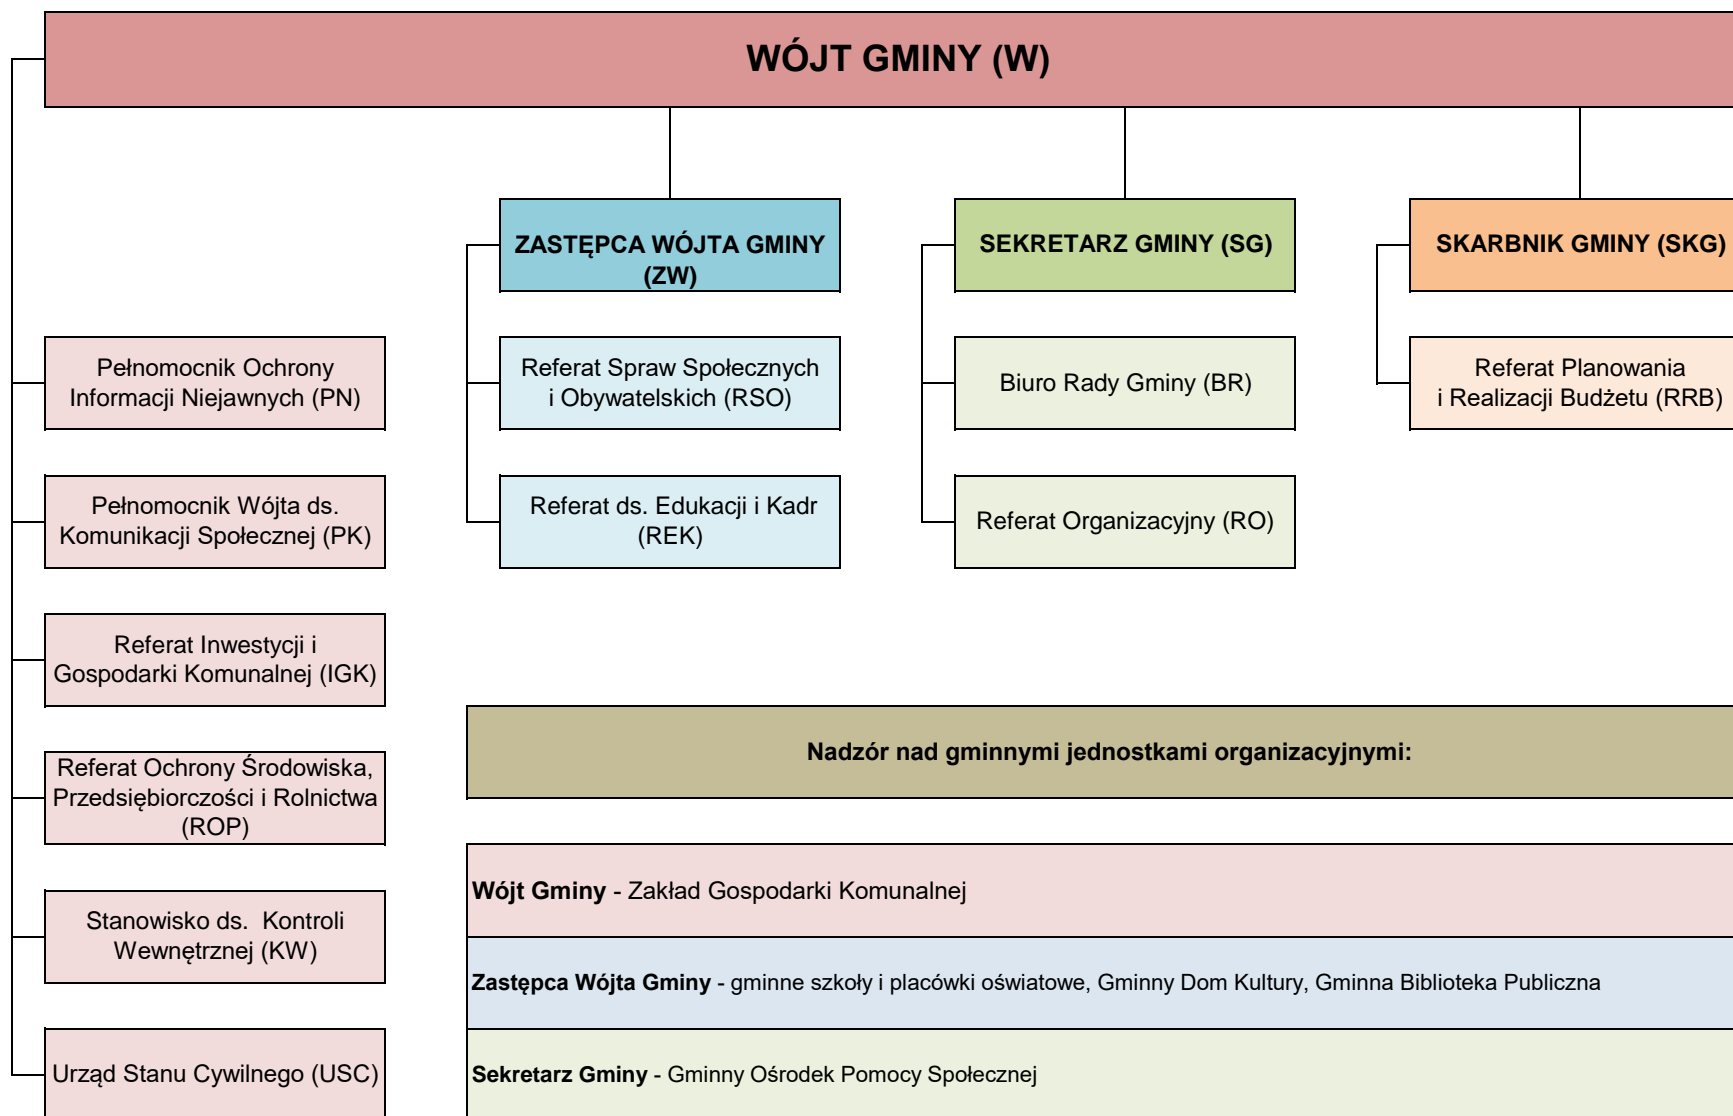 WÓJT GMINY (W)
ZASTĘPCA WÓJTA GMINY
(ZW)
SEKRETARZ GMINY (SG)
SKARBNIK GMINY (SKG)
Pełnomocnik Ochrony
Informacji Niejawnych (PN)
Referat Spraw Społecznych
i Obywatelskich (RSO)
Biuro Rady Gminy (BR)
Referat Planowania
i Realizacji Budżetu (RRB)
Pełnomocnik Wójta ds.
Komunikacji Społecznej (PK)
Referat ds. Edukacji i Kadr
(REK)
Referat Organizacyjny (RO)
Referat Inwestycji i
Gospodarki Komunalnej (IGK)
Referat Ochrony Środowiska,
Przedsiębiorczości i Rolnictwa
(ROP)
Stanowisko ds. Kontroli
Wewnętrznej (KW)
Urząd Stanu Cywilnego (USC)
Nadzór nad gminnymi jednostkami organizacyjnymi:
Wójt Gminy - Zakład Gospodarki Komunalnej
Zastępca Wójta Gminy - gminne szkoły i placówki oświatowe, Gminny Dom Kultury, Gminna Biblioteka Publiczna
Sekretarz Gminy - Gminny Ośrodek Pomocy Społecznej